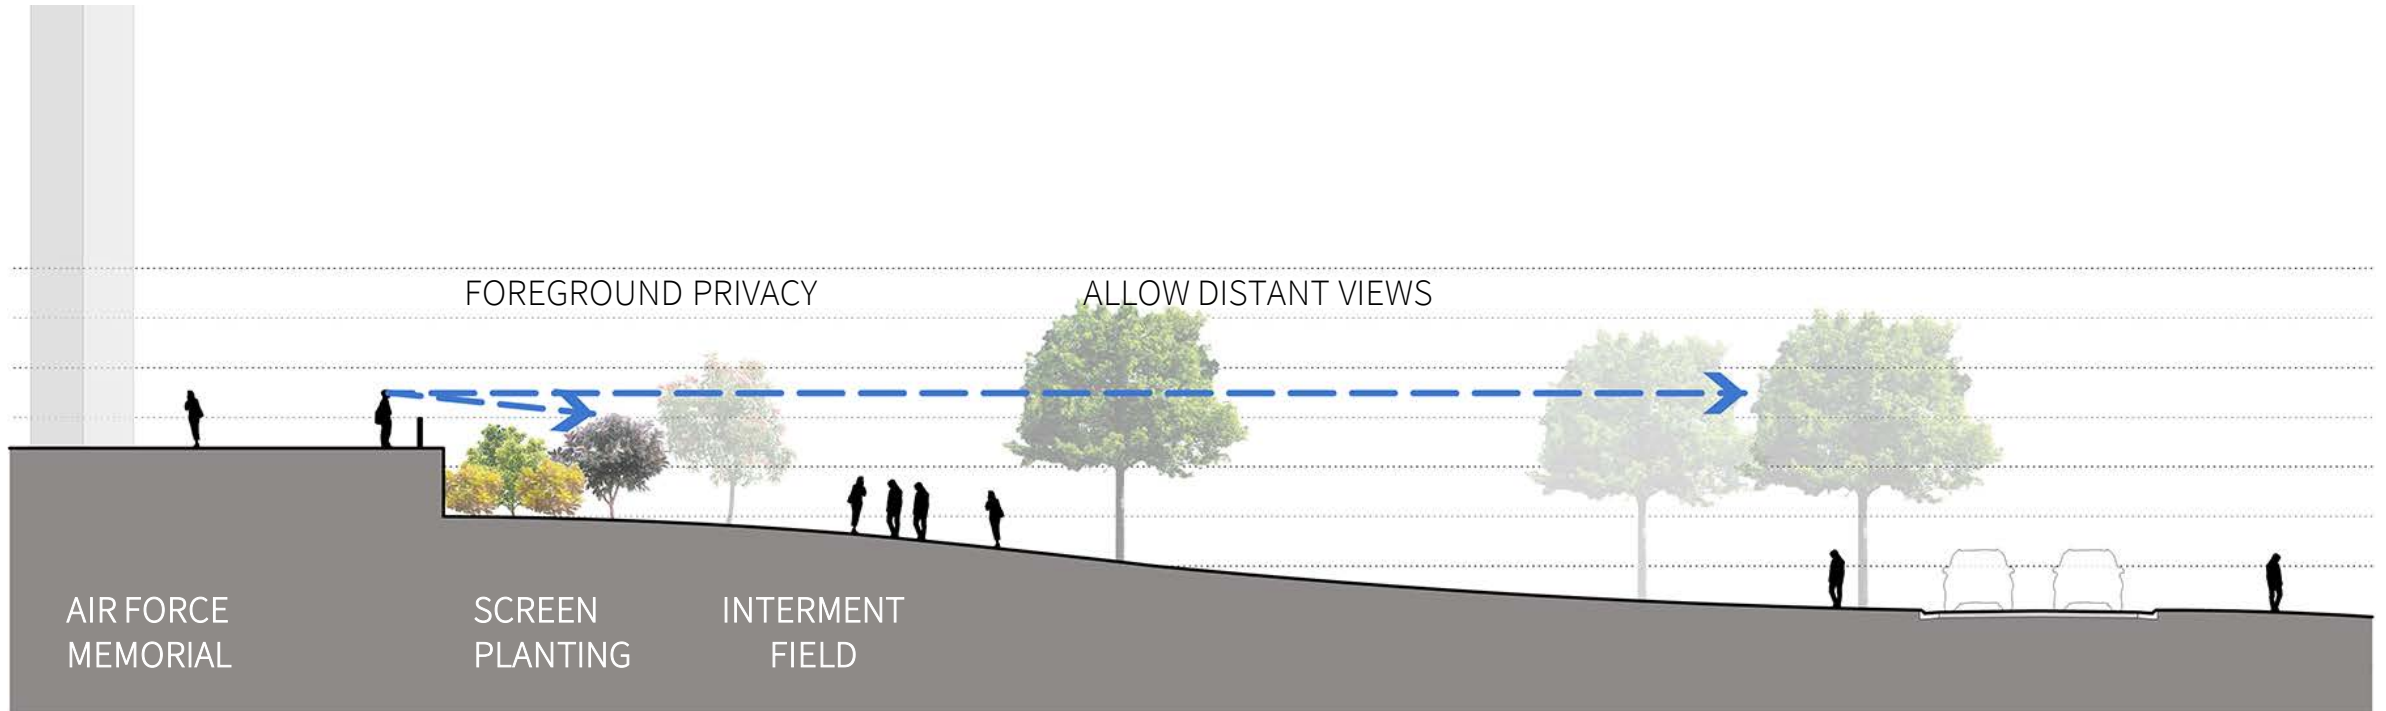 FOREGROUND PRIVACY
ALLOW DISTANT VIEWS
AIR FORCE
MEMORIAL
SCREEN
PLANTING
INTERMENT
FIELD